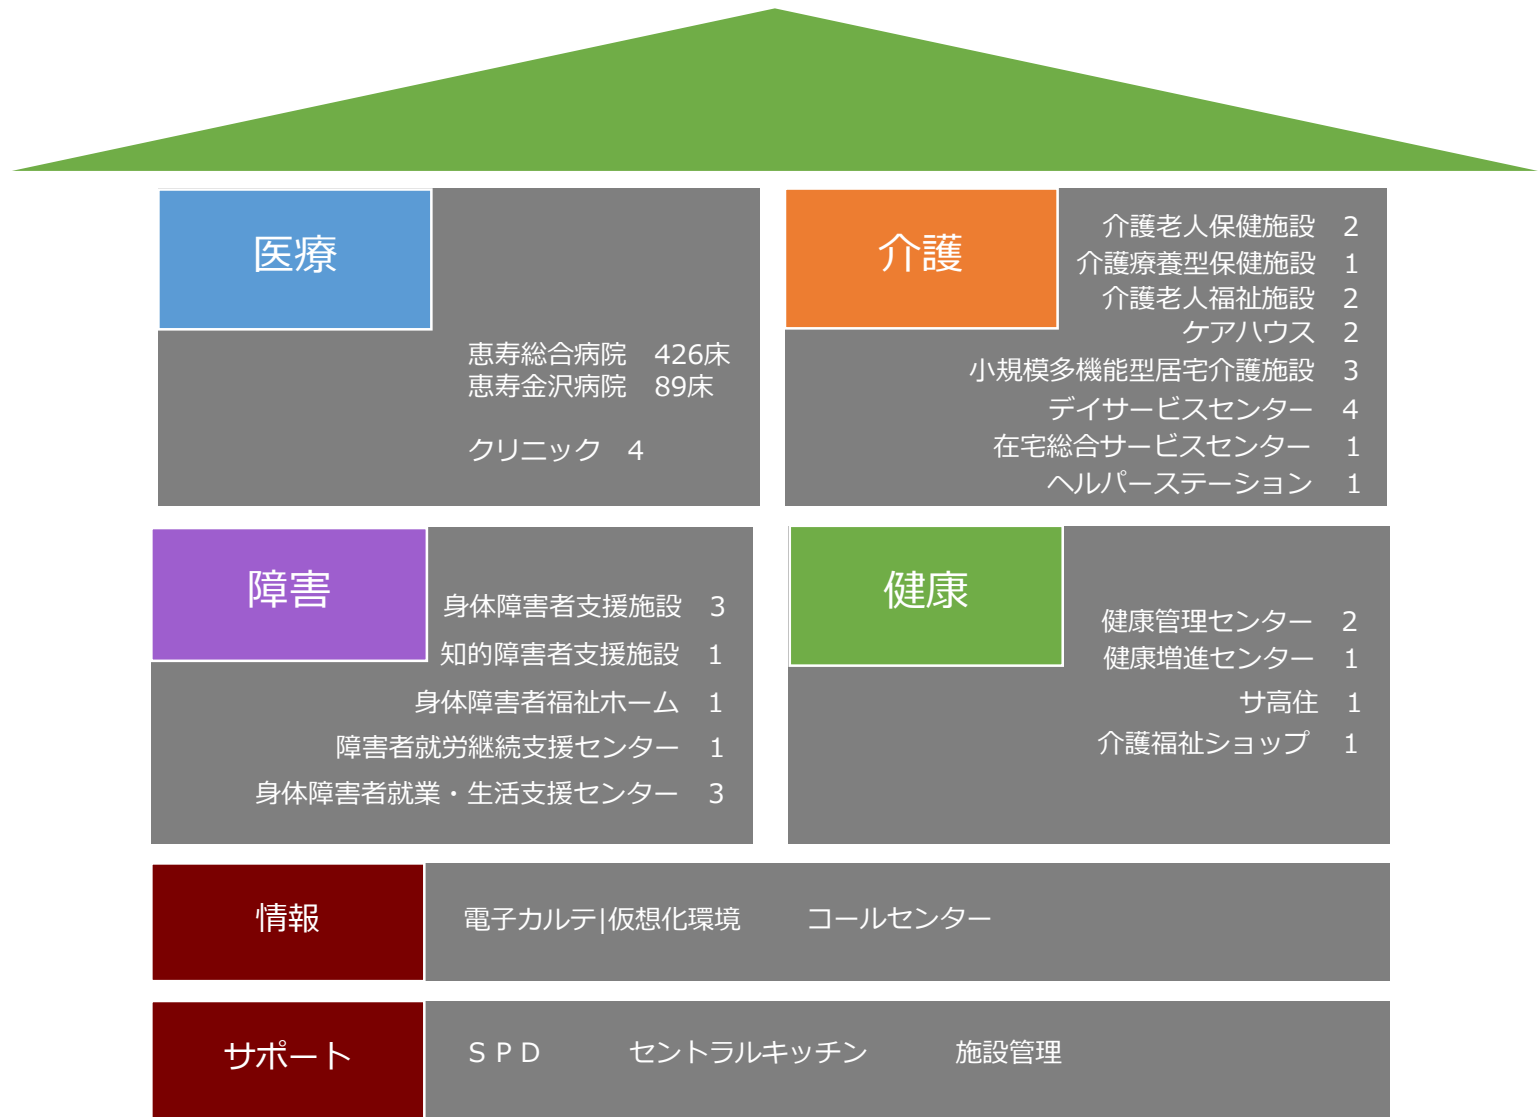 医療
恵寿総合病院　426床
恵寿金沢病院　89床
クリニック　4
介護
介護老人保健施設　2
介護療養型保健施設　1
介護老人福祉施設　2
ケアハウス　2
小規模多機能型居宅介護施設　3
デイサービスセンター　4
在宅総合サービスセンター　1
ヘルパーステーション　1
障害
身体障害者支援施設　3
知的障害者支援施設　1
身体障害者福祉ホーム　1
障害者就労継続支援センター　1
身体障害者就業・生活支援センター　3
健康
健康管理センター　2
健康増進センター　1
サ高住　1
介護福祉ショップ　1
情報
電子カルテ|仮想化環境　　コールセンター
サポート
ＳＰＤ　　　セントラルキッチン　　　施設管理